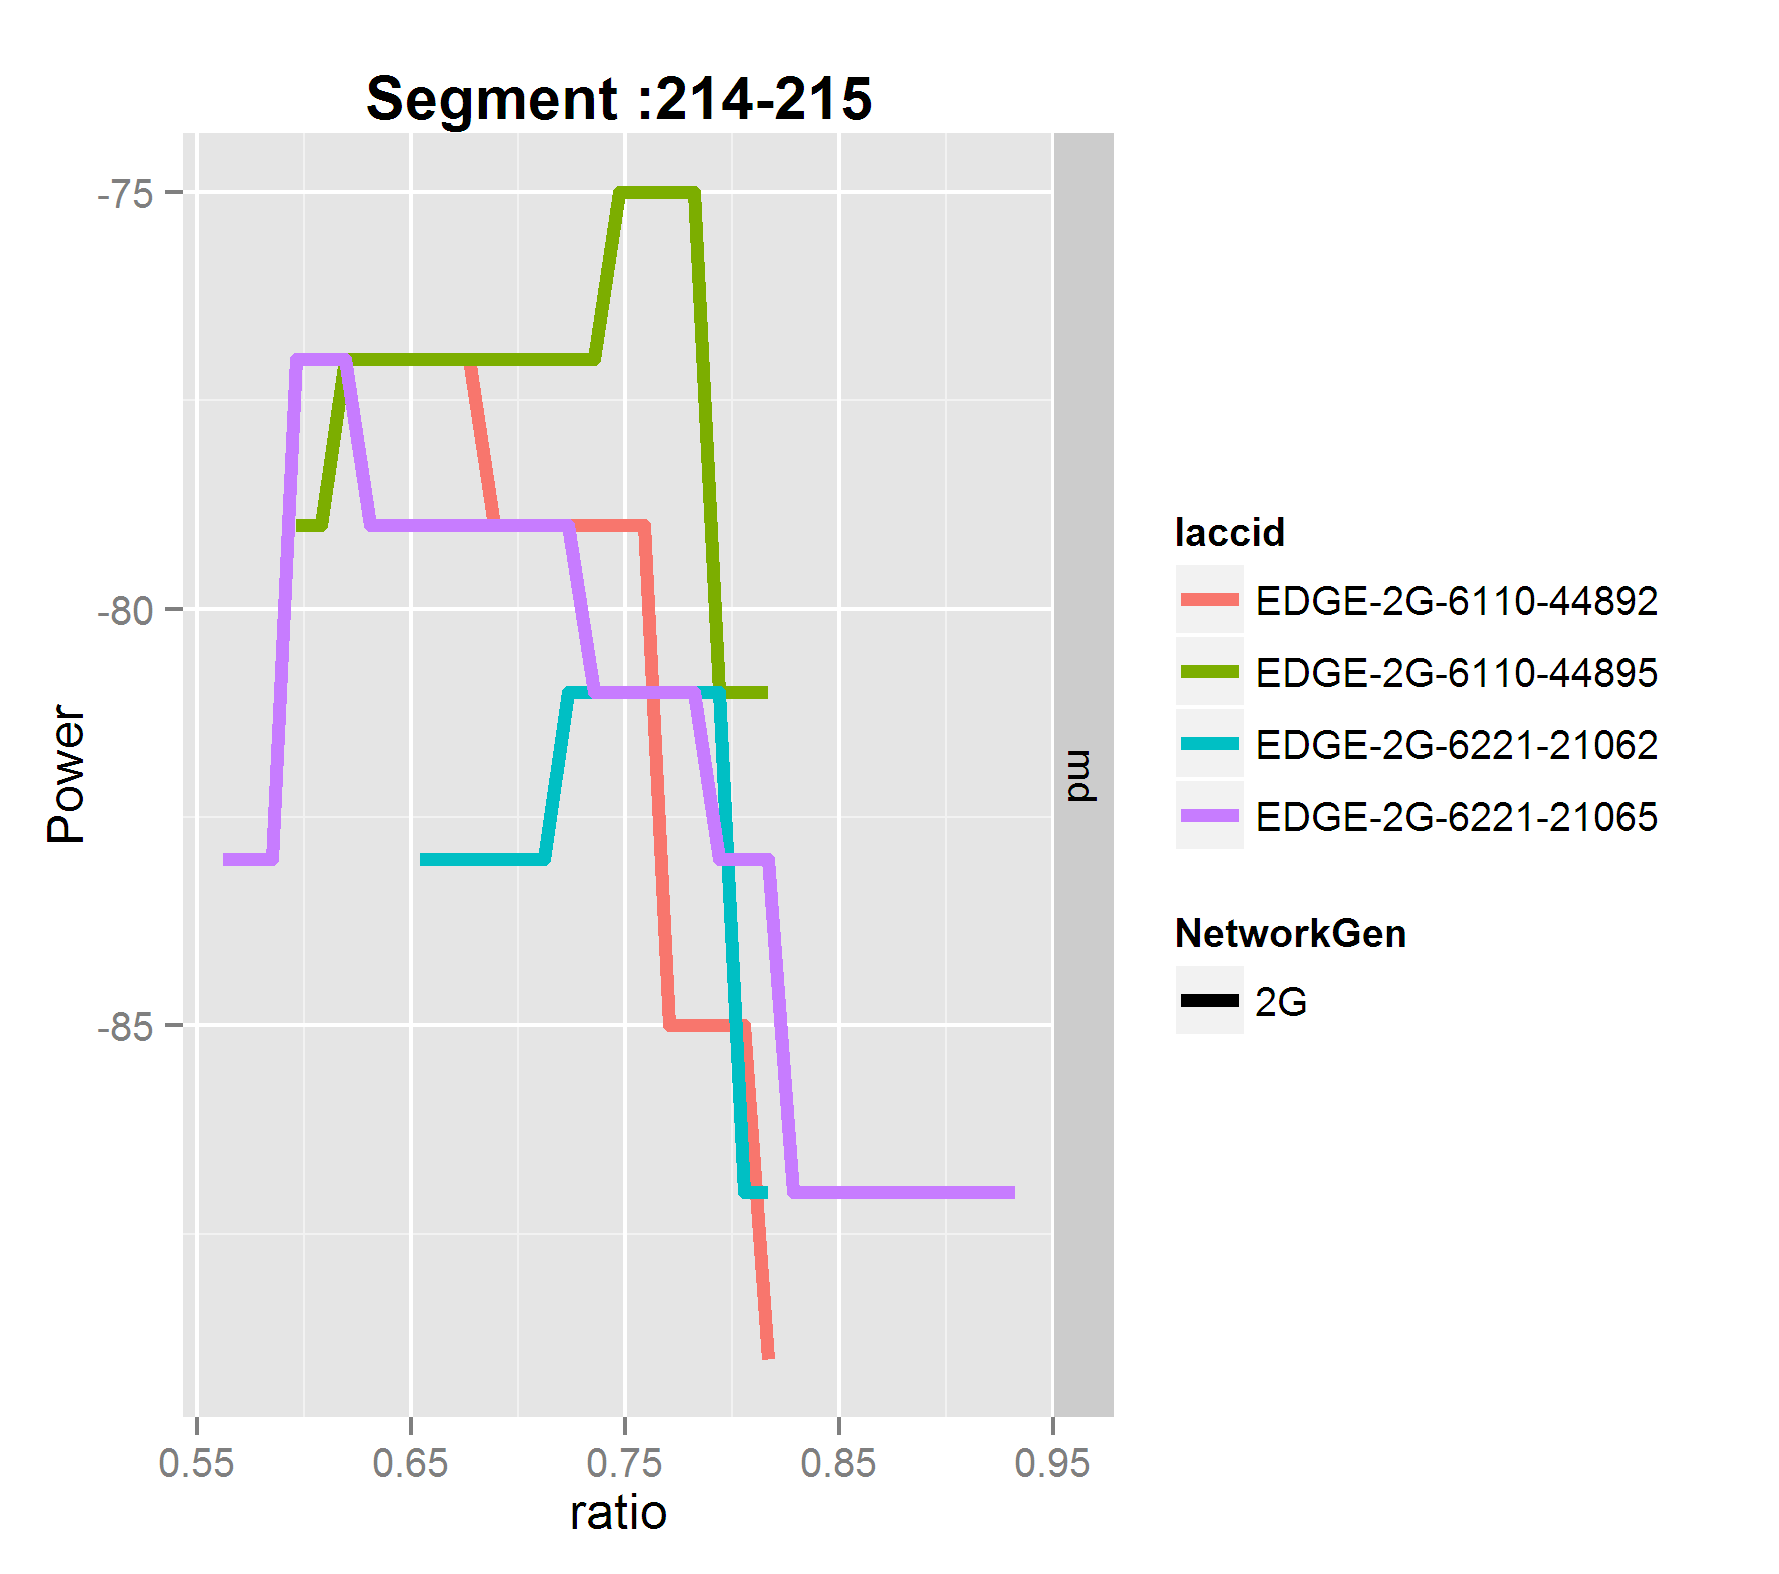 Segment :214-215
-75
-80
-85
Power
0.55
0.65
0.75
0.85
0.95
ratio
md
laccid
EDGE-2G-6110-44892
EDGE-2G-6110-44895
EDGE-2G-6221-21062
EDGE-2G-6221-21065
NetworkGen
2G